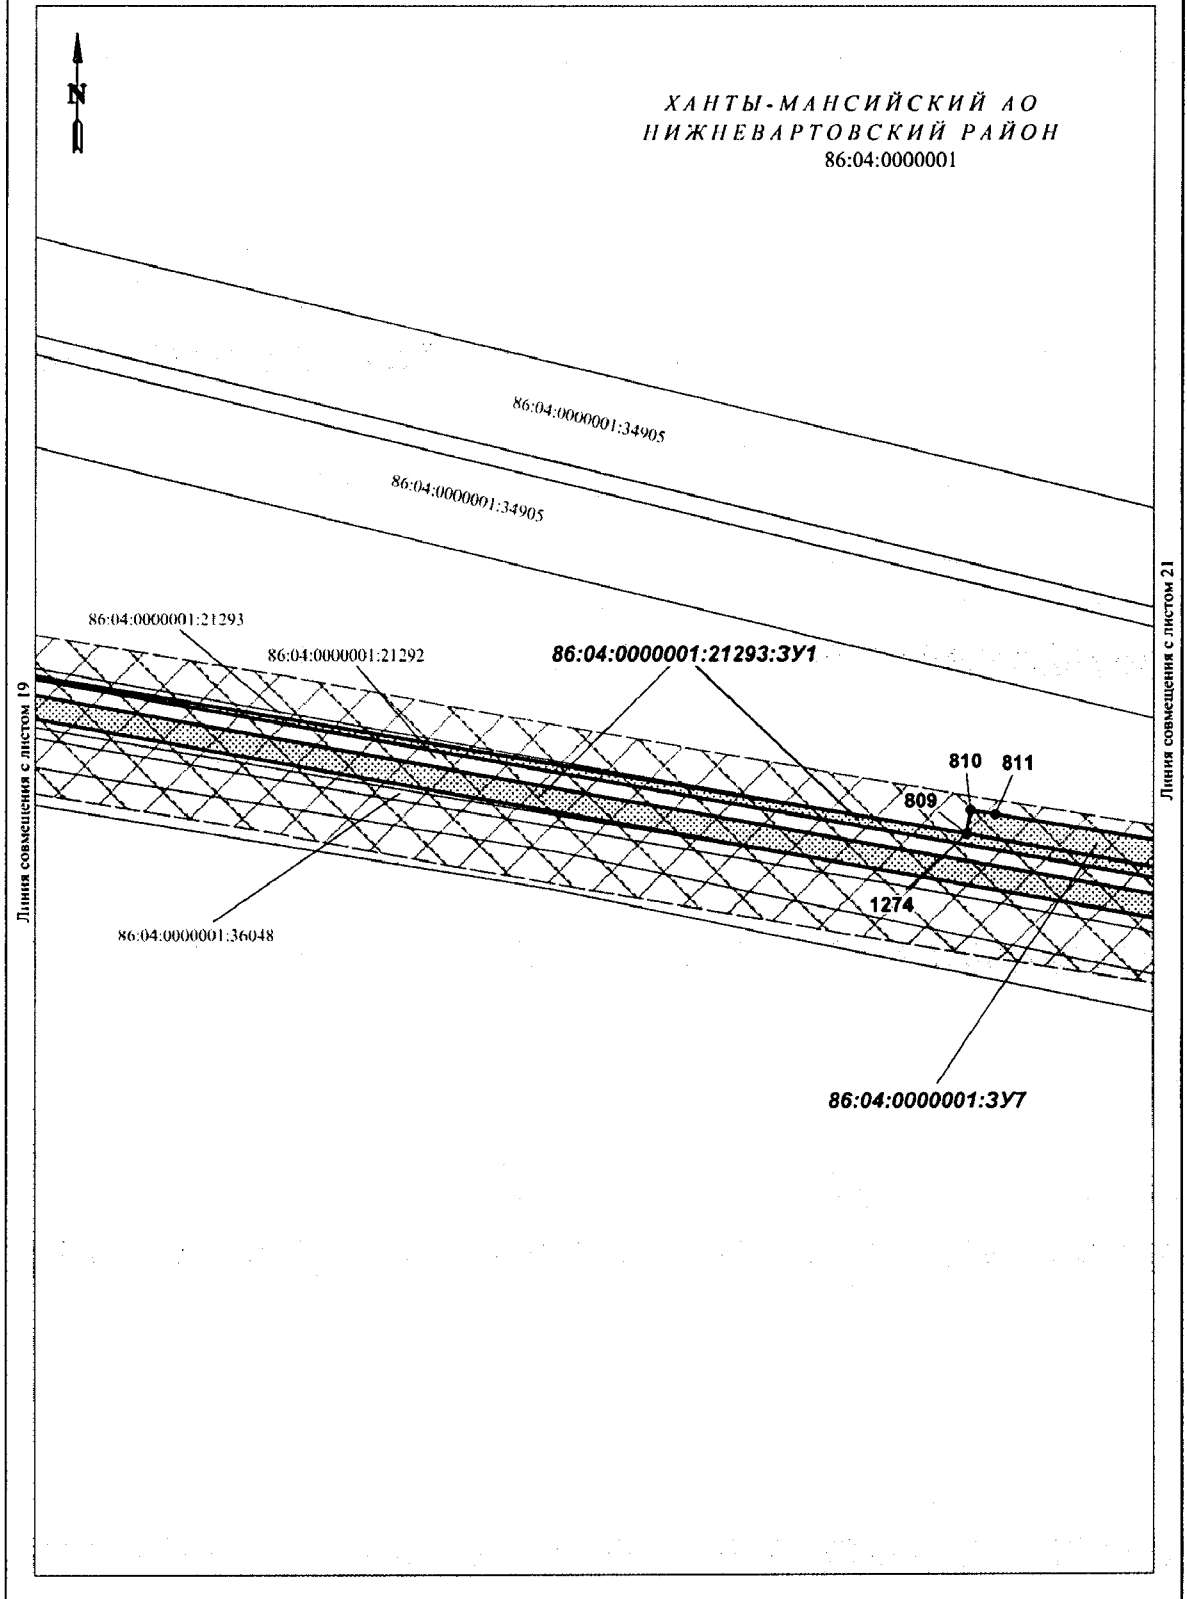 N
ХАНТЫ-МАНСИЙСКИЙ АО
НИЖНЕВАРТОВСКИЙ РАЙОН
86:04:0000001
86:04:0000001:34905
86:04:0000001:34905
86:04:0000001:21293
86:04:0000001:21292
86:04:0000001:21293:ЗУ1
810
811
809
1274
86:04:0000001:36048
86:04:0000001:ЗУ7
Линия совмещения с листом 19
Линия совмещения с листом 21